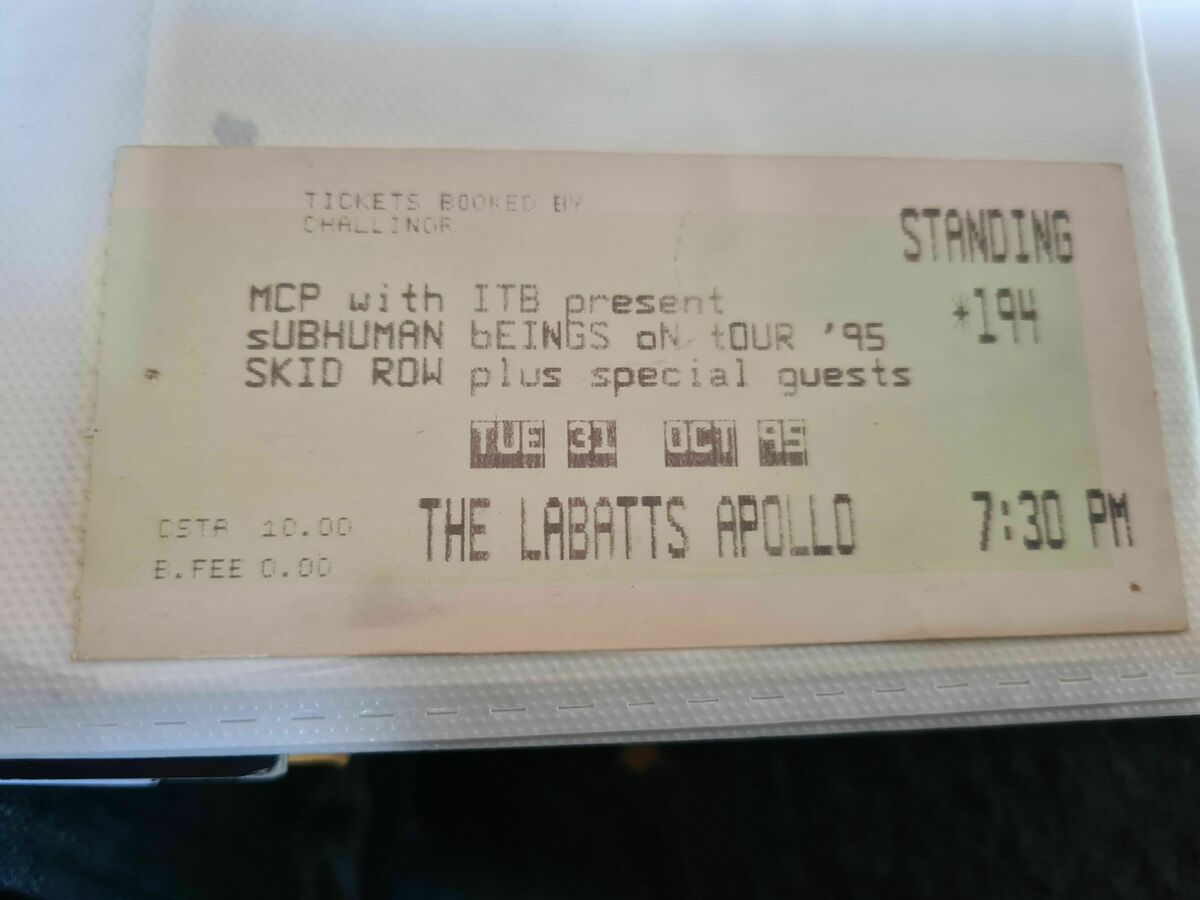 TICKETS BOOKED BY
CHALLINOR
STANDING
*194
MCP with ITB present
sUBHUMAN bEINGS oN tOUR '95
SKID ROW plus special guests
TUE 31 OCT 95
THE LABATTS APOLLO
7:30 PM
CSTA 10.00
B.FEE 0.00